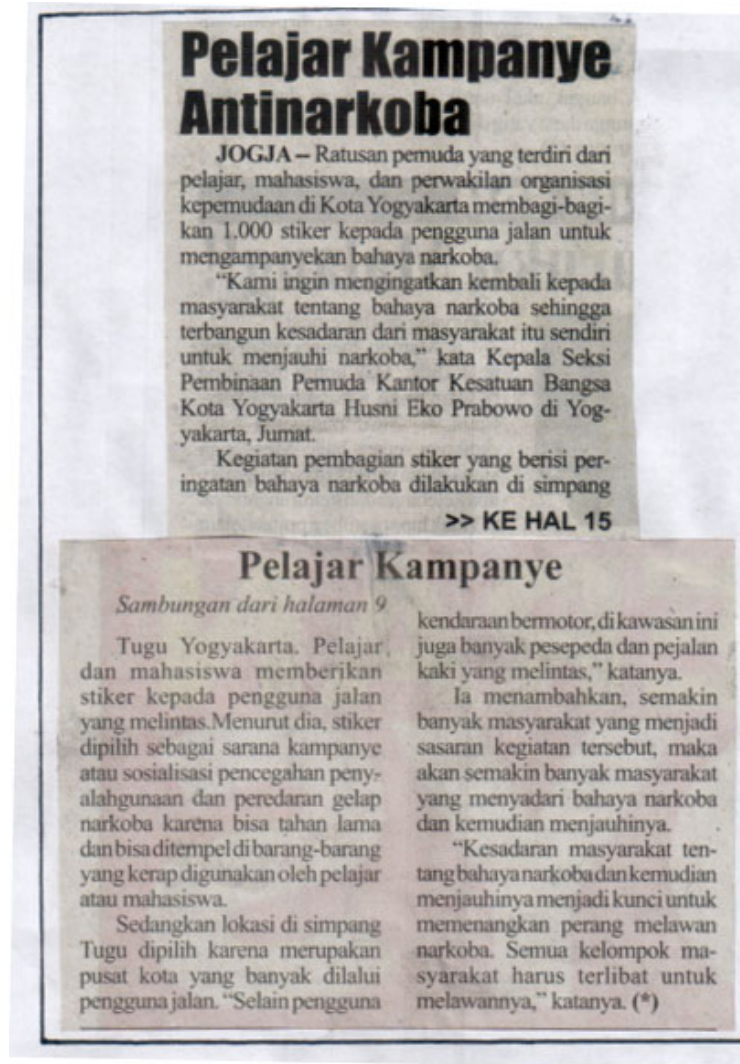 Pelajar Kampanye
Antinarkoba
JOGJA – Ratusan pemuda yang terdiri dari
pelajar, mahasiswa, dan perwakilan organisasi
kepemudaan di Kota Yogyakarta membagi-bagi-
kan 1.000 stiker kepada pengguna jalan untuk
mengampanyekan bahaya narkoba.
“Kami ingin mengingatkan kembali kepada
masyarakat tentang bahaya narkoba sehingga
terbangun kesadaran dari masyarakat itu sendiri
untuk menjauhi narkoba,” kata Kepala Seksi
Pembinaan Pemuda Kantor Kesatuan Bangsa
Kota Yogyakarta Husni Eko Prabowo di Yog-
yakarta, Jumat.
Kegiatan pembagian stiker yang berisi per-
ingatan bahaya narkoba dilakukan di simpang
>> KE HAL 15
Pelajar Kampanye
Sambungan dari halaman 9
Tugu Yogyakarta. Pelajar
dan mahasiswa memberikan
stiker kepada pengguna jalan
yang melintas.Menurut dia, stiker
dipilih sebagai sarana kampanye
atau sosialisasi pencegahan peny-
alahgunaan dan peredaran gelap
narkoba karena bisa tahan lama
dan bisa ditempel di barang-barang
yang kerap digunakan oleh pelajar
atau mahasiswa.
Sedangkan lokasi di simpang
Tugu dipilih karena merupakan
pusat kota yang banyak dilalui
pengguna jalan. “Selain pengguna
kendaraan bermotor, di kawasan ini
juga banyak pesepeda dan pejalan
kaki yang melintas,” katanya.
Ia menambahkan, semakin
banyak masyarakat yang menjadi
sasaran kegiatan tersebut, maka
akan semakin banyak masyarakat
yang menyadari bahaya narkoba
dan kemudian menjauhinya.
“Kesadaran masyarakat ten-
tang bahaya narkoba dan kemudian
menjauhinya menjadi kunci untuk
memenangkan perang melawan
narkoba. Semua kelompok ma-
syarakat harus terlibat untuk
melawannya,” katanya. (*)